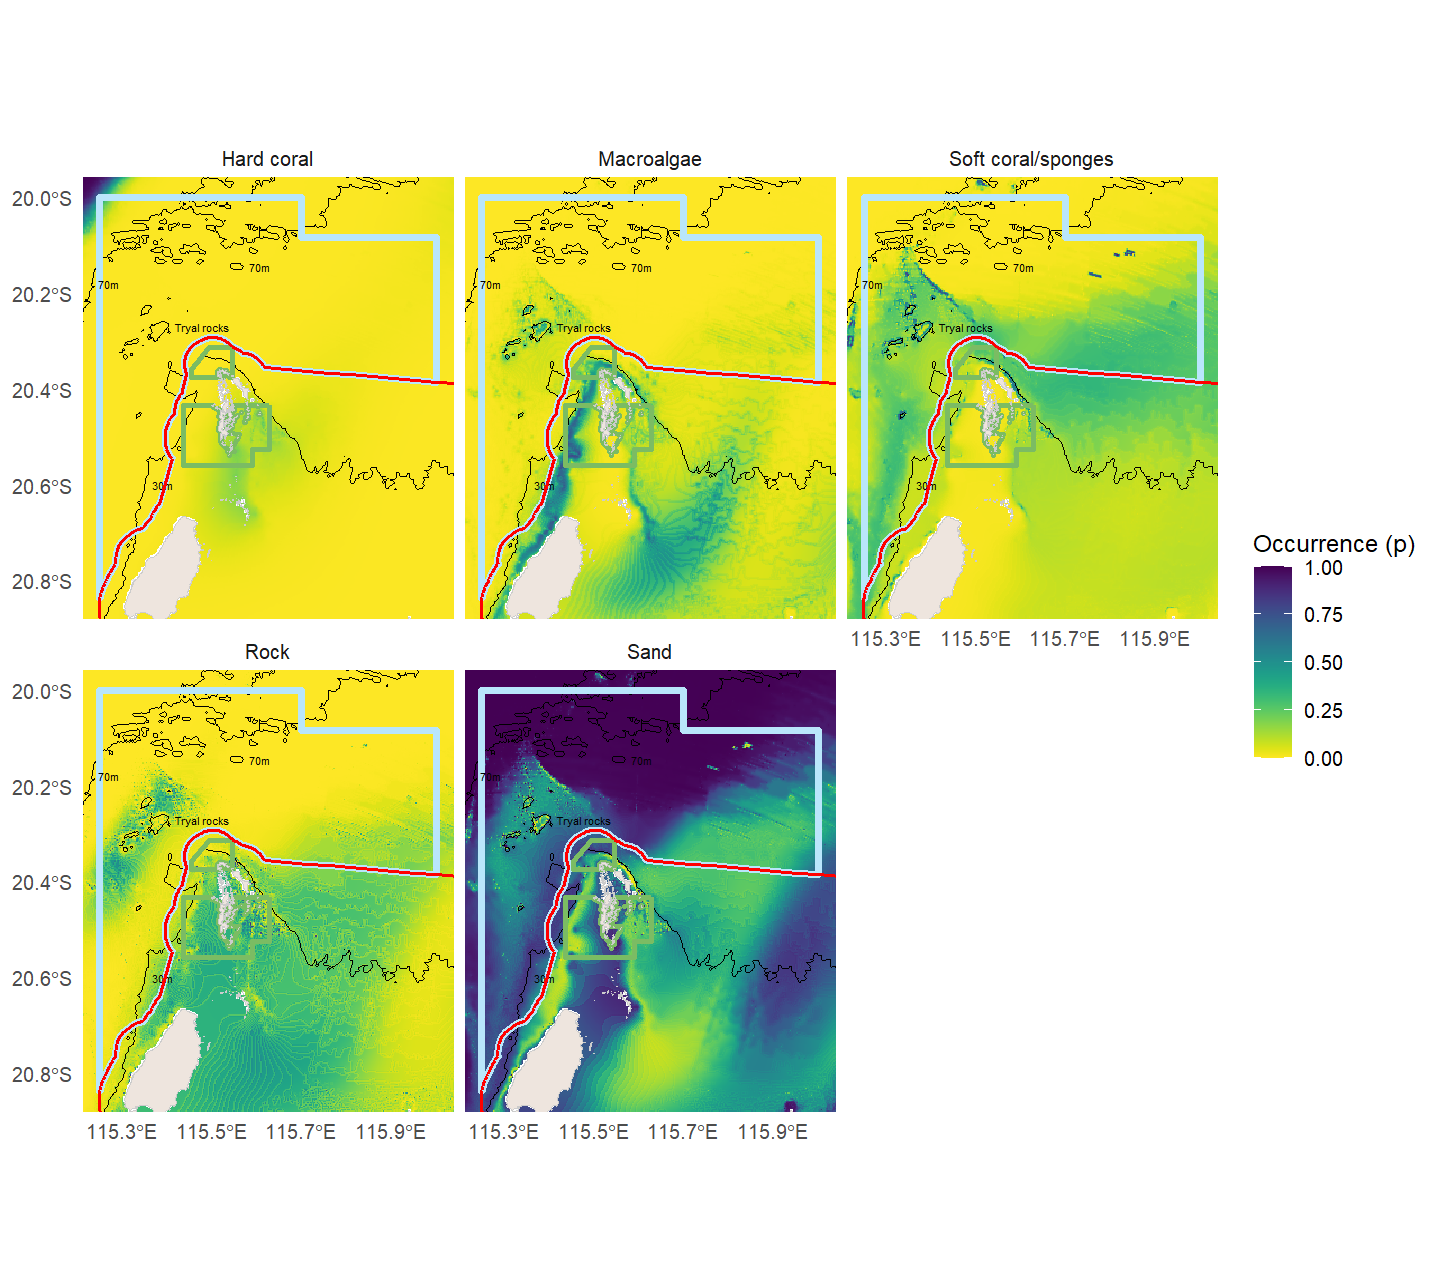 Hard coral
Macroalgae
Soft coral/sponges
20.0°S
20.2°S
20.4°S
20.6°S
20.8°S
70m
70m
Tryal rocks
30m
70m
70m
Tryal rocks
30m
70m
70m
Tryal rocks
30m
115.3°E 115.5°E 115.7°E 115.9°E
Occurrence (p)
1.00
0.75
0.50
0.25
0.00
Rock
Sand
20.0°S
20.2°S
20.4°S
20.6°S
20.8°S
70m
70m
Tryal rocks
30m
70m
70m
Tryal rocks
30m
115.3°E 115.5°E 115.7°E 115.9°E
115.3°E 115.5°E 115.7°E 115.9°E